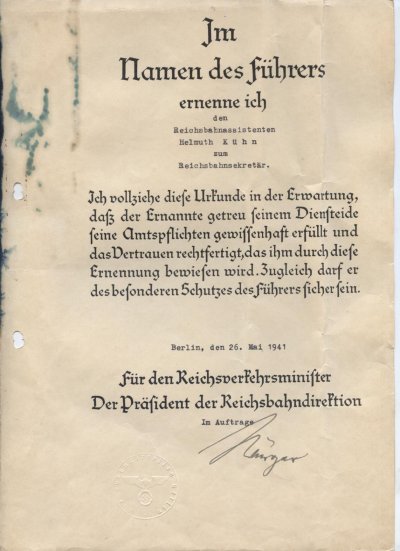 Im
Namen des Führers
ernenne ich
den
Reichsbahnassistenten
Helmuth K ü h n
zum
Reichsbahnsekretär.
Ich vollziehe diese Urkunde in der Erwartung,
daß der Ernannte getreu seinem Diensteide
seine Amtspflichten gewissenhaft erfüllt und
das Vertrauen rechtfertigt, das ihm durch diese
Ernennung bewiesen wird. Zugleich darf er
des besonderen Schutzes des Führers sicher sein.
Berlin, den 26. Mai 1941
Für den Reichsverkehrsminister
Der Präsident der Reichsbahndirektion
Im Auftrage